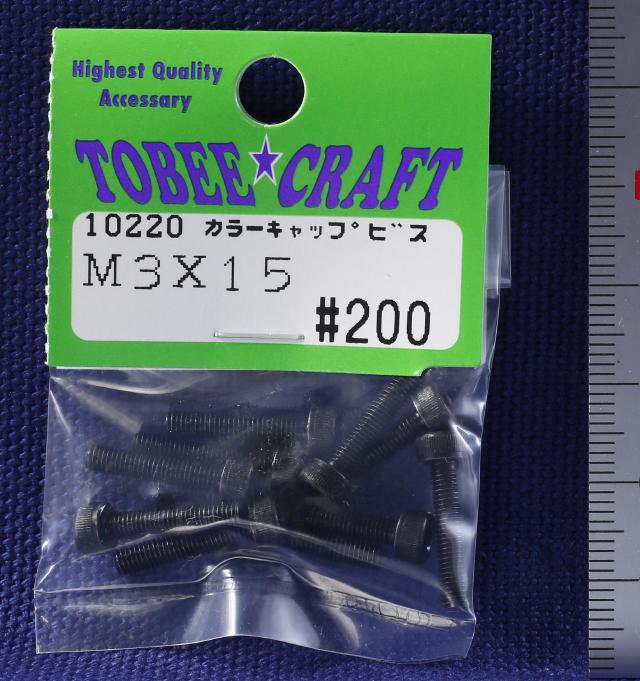 Highest Quality
Accessary
TOBEE★CRAFT
10220 カラーキャップビス
M3X15
#200